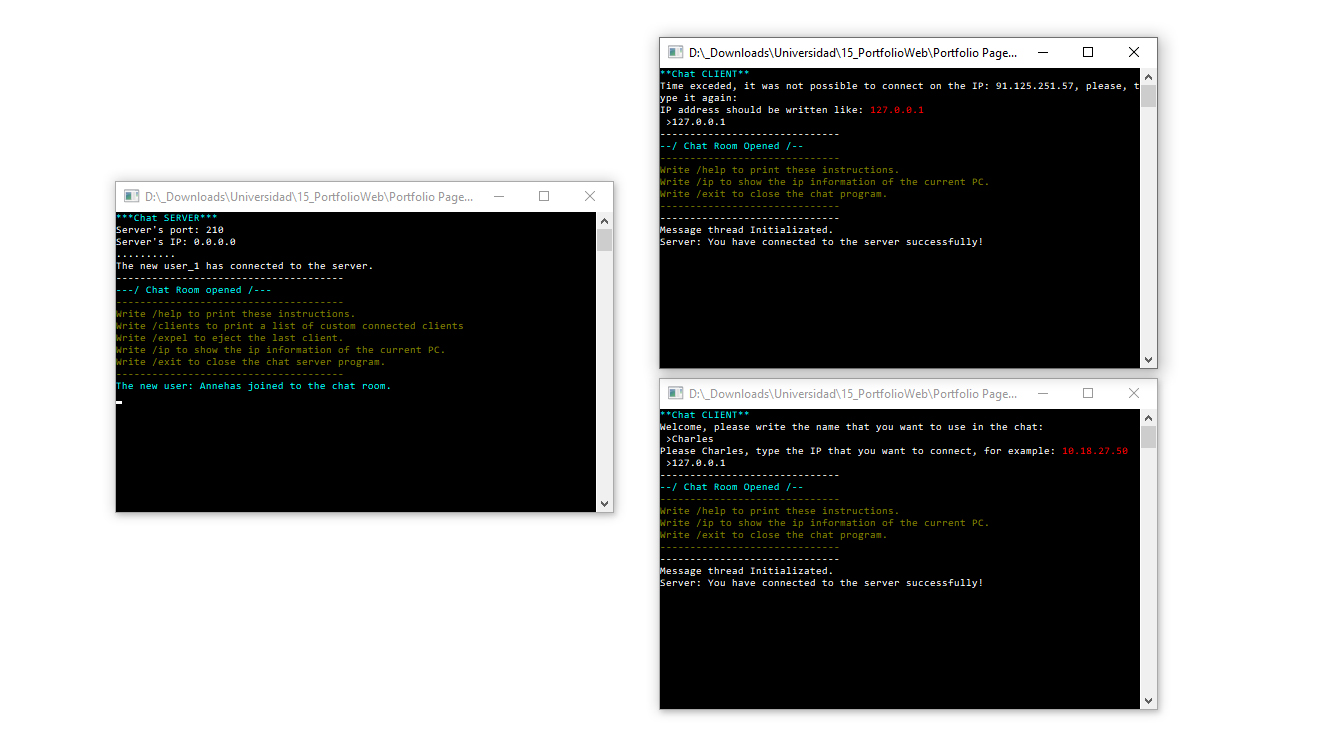 D:\_Downloads\Universidad\15_PortfolioWeb\Portfolio Page...
***Chat SERVER***
Server's port: 210
Server's IP: 0.0.0.0
..........
The new user_1 has connected to the server.
--------------------------------------
---/ Chat Room opened /---
--------------------------------------
Write /help to print these instructions.
Write /clients to print a list of custom connected clients
Write /expel to eject the last client.
Write /ip to show the ip information of the current PC.
Write /exit to close the chat server program.
--------------------------------------
The new user: Annehas joined to the chat room.
D:\_Downloads\Universidad\15_PortfolioWeb\Portfolio Page...
**Chat CLIENT**
Time exceded, it was not possible to connect on the IP: 91.125.251.57, please, t
ype it again:
IP address should be written like: 127.0.0.1
>127.0.0.1
------------------------------
--/ Chat Room Opened /--
------------------------------
Write /help to print these instructions.
Write /ip to show the ip information of the current PC.
Write /exit to close the chat program.
------------------------------
------------------------------
Message thread Initializated.
Server: You have connected to the server successfully!
D:\_Downloads\Universidad\15_PortfolioWeb\Portfolio Page...
**Chat CLIENT**
Welcome, please write the name that you want to use in the chat:
>Charles
Please Charles, type the IP that you want to connect, for example: 10.18.27.50
>127.0.0.1
------------------------------
--/ Chat Room Opened /--
------------------------------
Write /help to print these instructions.
Write /ip to show the ip information of the current PC.
Write /exit to close the chat program.
------------------------------
------------------------------
Message thread Initializated.
Server: You have connected to the server successfully!